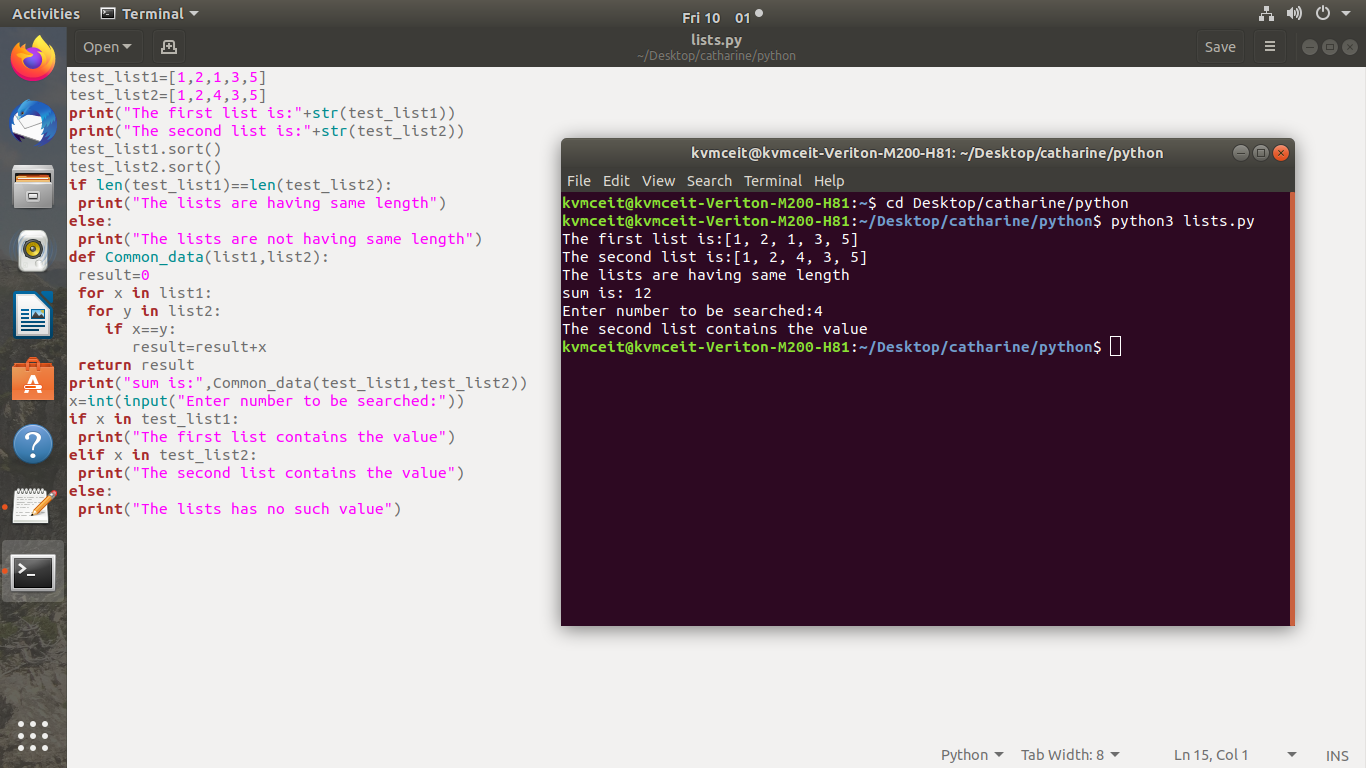 Activities
Terminal
Fri 10 01
Open
lists.py
~/Desktop/catharine/python
Save
test_list1=[1,2,1,3,5]
test_list2=[1,2,4,3,5]
print("The first list is:"+str(test_list1))
print("The second list is:"+str(test_list2))
test_list1.sort()
test_list2.sort()
if len(test_list1)==len(test_list2):
 print("The lists are having same length")
else:
 print("The lists are not having same length")
def Common_data(list1,list2):
 result=0
 for x in list1:
  for y in list2:
    if x==y:
       result=result+x
 return result
print("sum is:",Common_data(test_list1,test_list2))
x=int(input("Enter number to be searched:"))
if x in test_list1:
 print("The first list contains the value")
elif x in test_list2:
 print("The second list contains the value")
else:
 print("The lists has no such value")
kvmceit@kvmceit-Veriton-M200-H81: ~/Desktop/catharine/python
File Edit View Search Terminal Help
kvmceit@kvmceit-Veriton-M200-H81:~$ cd Desktop/catharine/python
kvmceit@kvmceit-Veriton-M200-H81:~/Desktop/catharine/python$ python3 lists.py
The first list is:[1, 2, 1, 3, 5]
The second list is:[1, 2, 4, 3, 5]
The lists are having same length
sum is: 12
Enter number to be searched:4
The second list contains the value
kvmceit@kvmceit-Veriton-M200-H81:~/Desktop/catharine/python$
Python Tab Width: 8 Ln 15, Col 1 INS